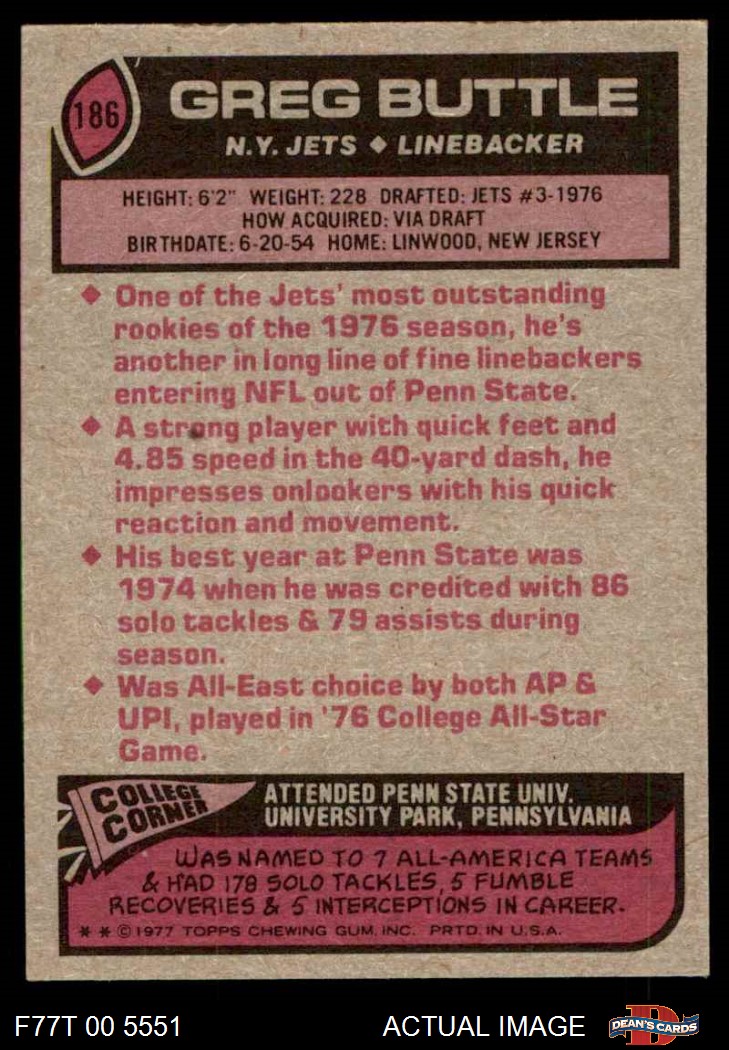 186
GREG BUTTLE
N.Y. JETS ◆ LINEBACKER
HEIGHT: 6'2" WEIGHT: 228 DRAFTED: JETS #3-1976
HOW ACQUIRED: VIA DRAFT
BIRTHDATE: 6-20-54 HOME: LINWOOD, NEW JERSEY
◆ One of the Jets' most outstanding
rookies of the 1976 season, he's
another in long line of fine linebackers
entering NFL out of Penn State.
◆ A strong player with quick feet and
4.85 speed in the 40-yard dash, he
impresses onlookers with his quick
reaction and movement.
◆ His best year at Penn State was
1974 when he was credited with 86
solo tackles & 79 assists during
season.
◆ Was All-East choice by both AP &
UPI, played in '76 College All-Star
Game.
COLLEGE
CORNER
ATTENDED PENN STATE UNIV.
UNIVERSITY PARK, PENNSYLVANIA
WAS NAMED TO 7 ALL-AMERICA TEAMS
& HAD 178 SOLO TACKLES, 5 FUMBLE
RECOVERIES & 5 INTERCEPTIONS IN CAREER.
* * © 1977 TOPPS CHEWING GUM, INC. PRTD. IN U.S.A.
F77T 00 5551
ACTUAL IMAGE
D
DEAN'S CARDS